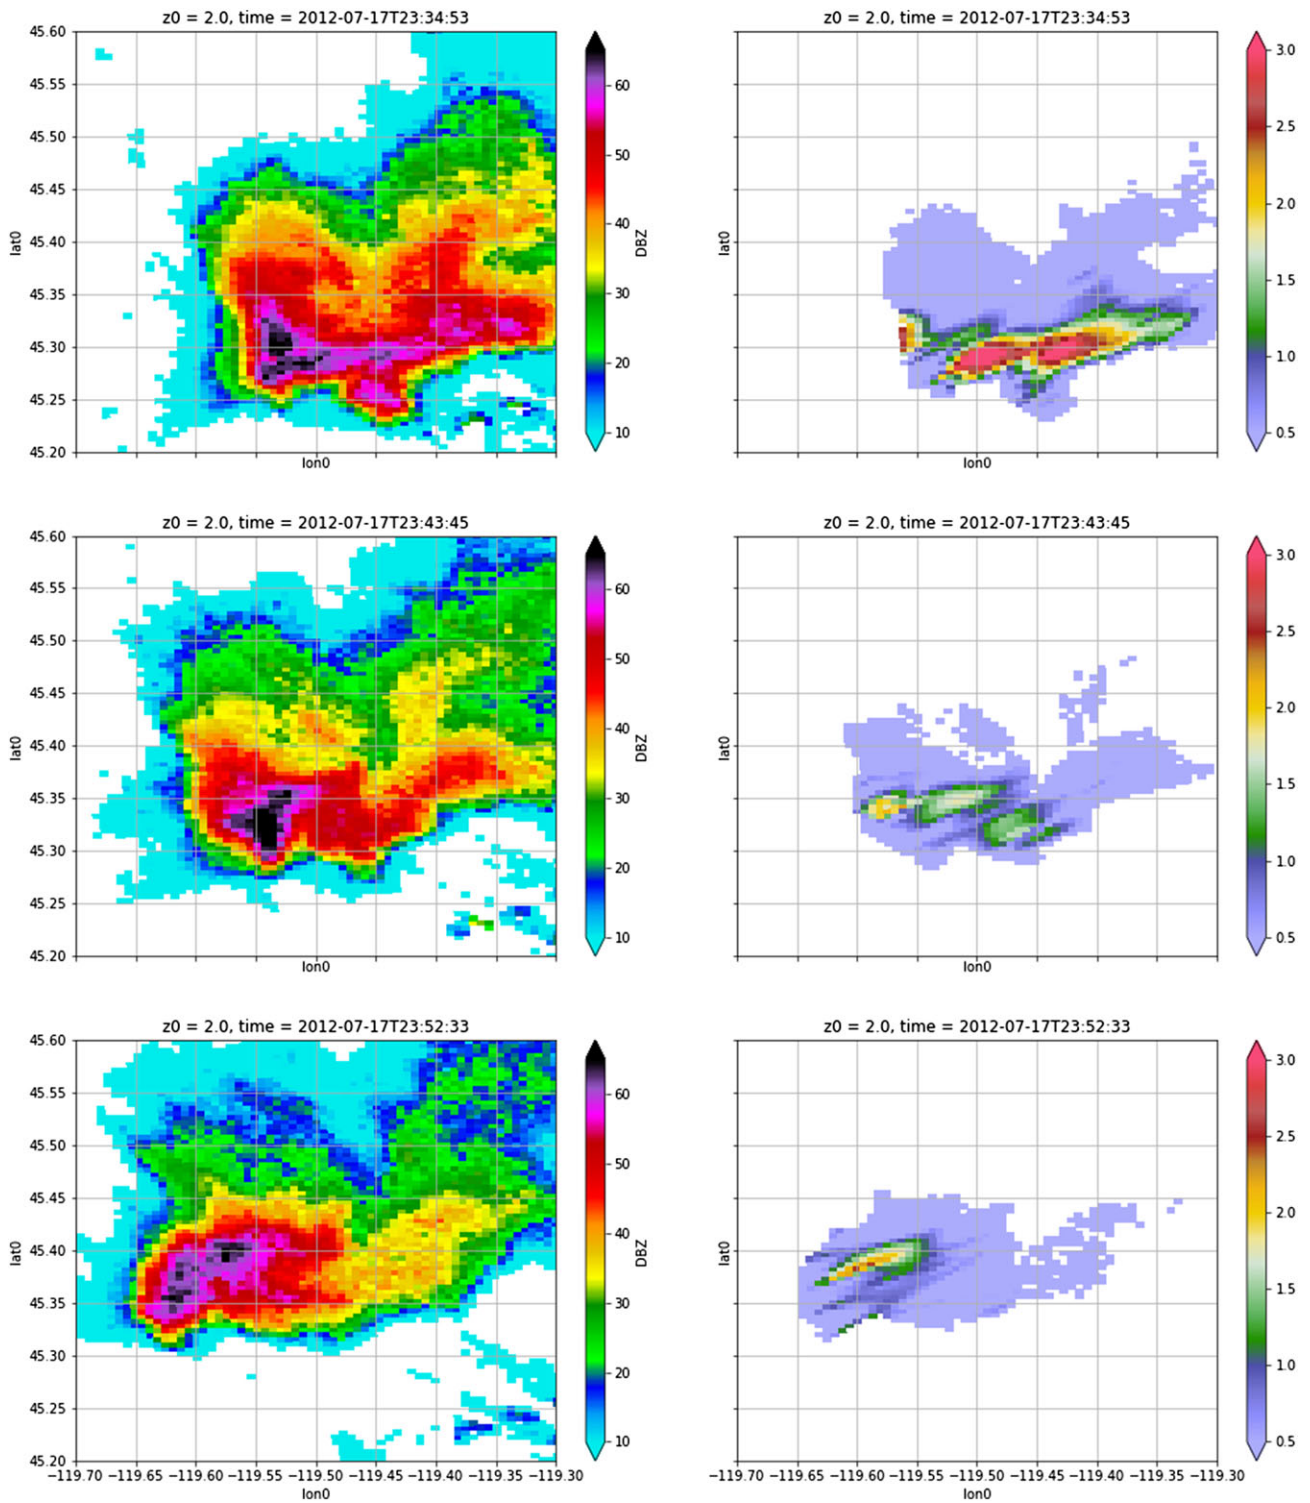 z0 = 2.0, time = 2012-07-17T23:34:53
z0 = 2.0, time = 2012-07-17T23:34:53
45.60
45.55
45.50
45.45
45.40
45.35
45.30
45.25
45.20
lat0
lon0
60
50
40
30
20
10
DBZ
lat0
lon0
3.0
2.5
2.0
1.5
1.0
0.5
z0 = 2.0, time = 2012-07-17T23:43:45
z0 = 2.0, time = 2012-07-17T23:43:45
45.60
45.55
45.50
45.45
45.40
45.35
45.30
45.25
45.20
lat0
lon0
60
50
40
30
20
10
DBZ
lat0
lon0
3.0
2.5
2.0
1.5
1.0
0.5
z0 = 2.0, time = 2012-07-17T23:52:33
z0 = 2.0, time = 2012-07-17T23:52:33
45.60
45.55
45.50
45.45
45.40
45.35
45.30
45.25
45.20
lat0
−119.70 −119.65 −119.60 −119.55 −119.50 −119.45 −119.40 −119.35 −119.30
lon0
60
50
40
30
20
10
DBZ
lat0
−119.70 −119.65 −119.60 −119.55 −119.50 −119.45 −119.40 −119.35 −119.30
lon0
3.0
2.5
2.0
1.5
1.0
0.5